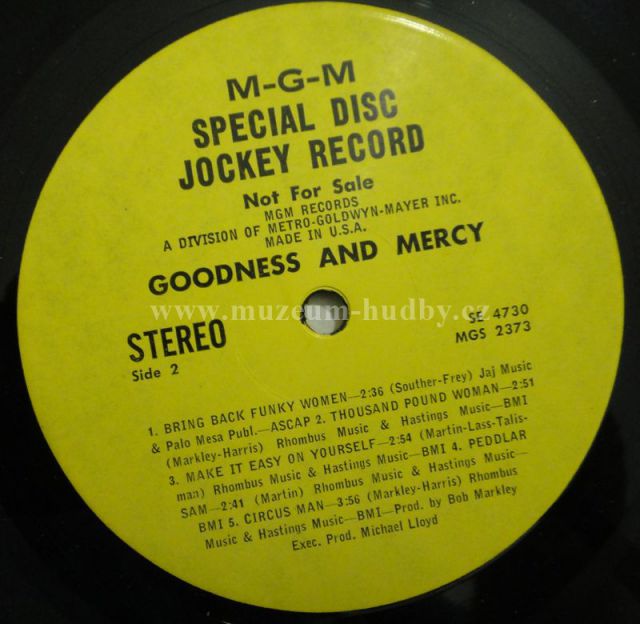 M-G-M
SPECIAL DISC
JOCKEY RECORD
Not For Sale
MGM RECORDS
A DIVISION OF METRO-GOLDWYN-MAYER INC.
MADE IN U.S.A.
GOODNESS AND MERCY
www.muzeum-hudby.cz
STEREO
Side 2
SE 4730
MGS 2373
1. BRING BACK FUNKY WOMEN—2:36 (Souther-Frey) Jaj Music
& Palo Mesa Publ.—ASCAP 2. THOUSAND POUND WOMAN—2:51
(Markley-Harris) Rhombus Music & Hastings Music—BMI
3. MAKE IT EASY ON YOURSELF—2:54 (Martin-Lass-Talis-
man) Rhombus Music & Hastings Music—BMI 4. PEDDLAR
SAM—2:41 (Martin) Rhombus Music & Hastings Music—
BMI 5. CIRCUS MAN—3:56 (Markley-Harris) Rhombus
Music & Hastings Music—BMI—Prod. by Bob Markley
Exec. Prod. Michael Lloyd